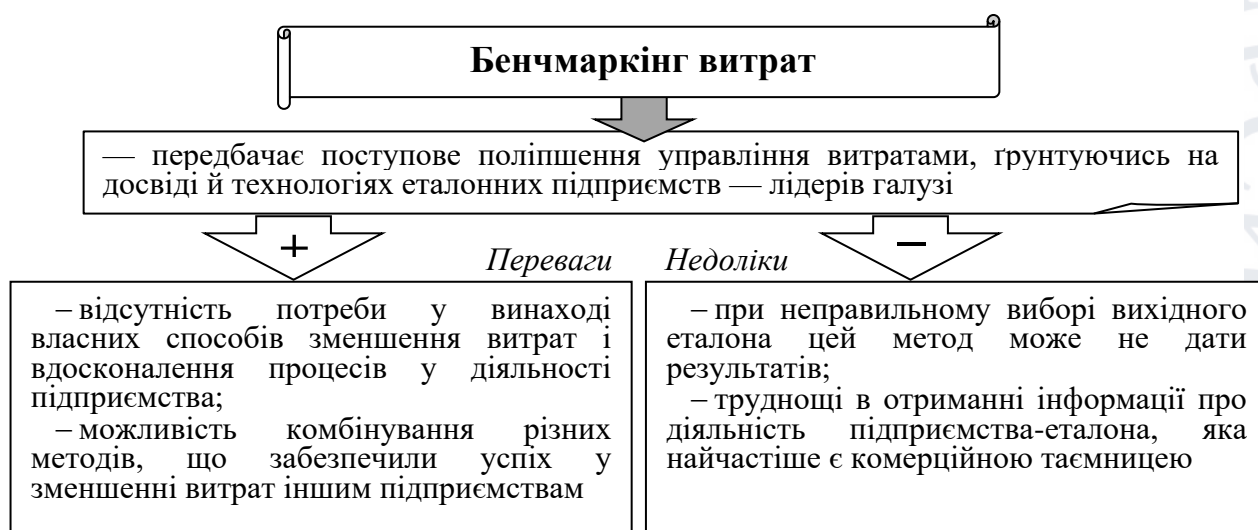 Бенчмаркінг витрат
— передбачає поступове поліпшення управління витратами, ґрунтуючись на
досвіді й технологіях еталонних підприємств — лідерів галузі
+
–
Переваги
Недоліки
– відсутність потреби у винаході
власних способів зменшення витрат і
вдосконалення процесів у діяльності
підприємства;
– можливість комбінування різних
методів, що забезпечили успіх у
зменшенні витрат іншим підприємствам
– при неправильному виборі вихідного
еталона цей метод може не дати
результатів;
– труднощі в отриманні інформації про
діяльність підприємства-еталона, яка
найчастіше є комерційною таємницею